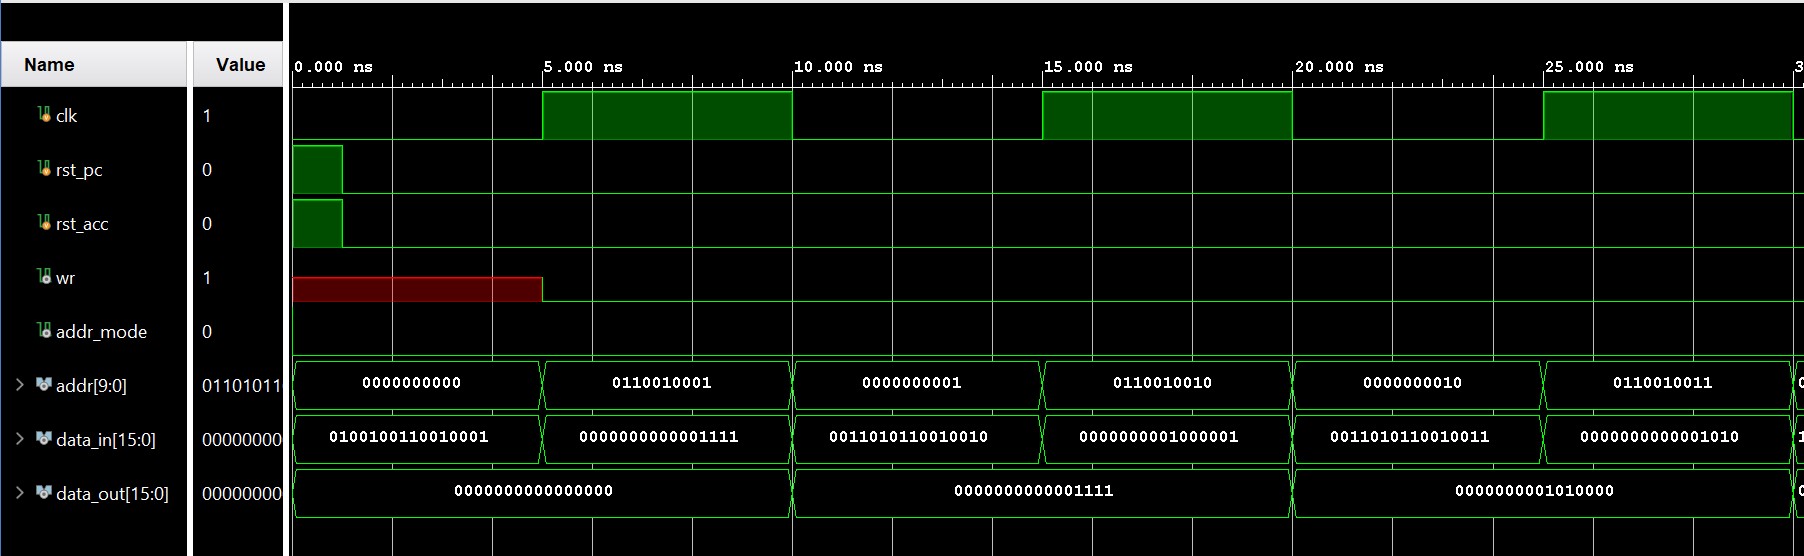 Name Value 0.000 ns 5.000 ns 10.000 ns 15.000 ns 20.000 ns 25.000 ns 3
clk 1
rst_pc 0
rst_acc 0
wr 1
addr_mode 0
addr[9:0] 01101011 0000000000 0110010001 0000000001 0110010010 0000000010 0110010011 0
data_in[15:0] 00000000 0100100110010001 0000000000001111 0011010110010010 0000000001000001 0011010110010011 0000000000001010 1
data_out[15:0] 00000000 0000000000000000 0000000000001111 0000000001010000 0